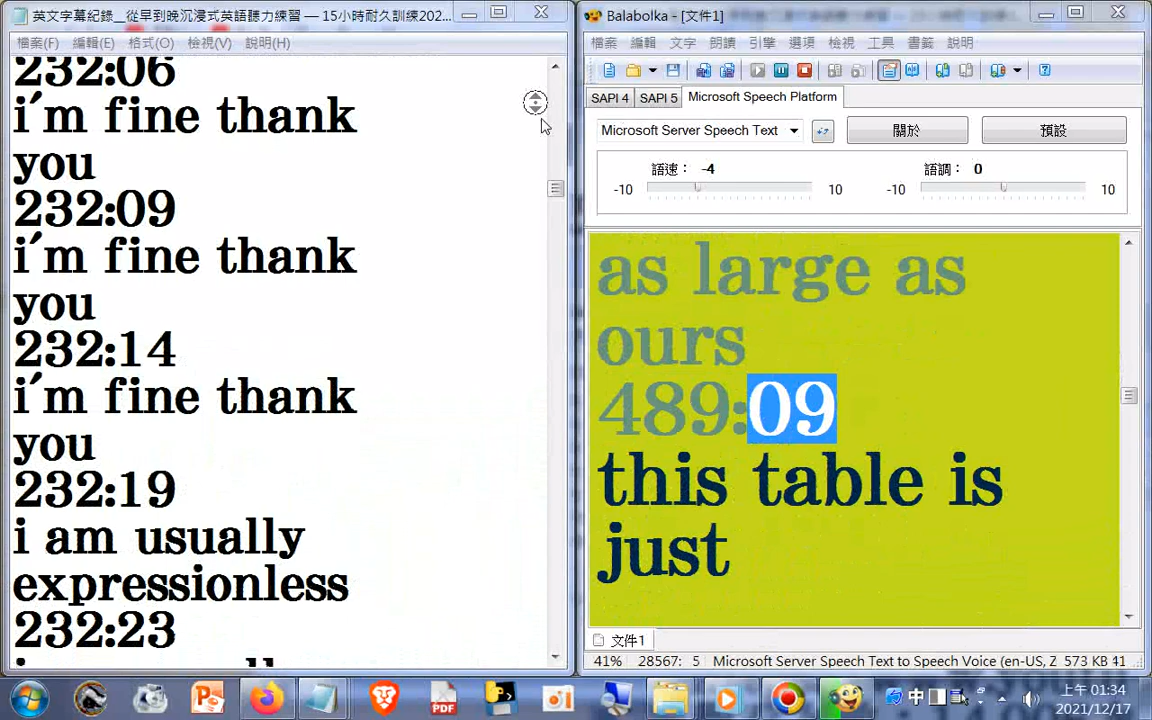 英文字幕紀錄__從早到晚沉浸式英語聽力練習 — 15小時耐久訓練202...
檔案(F) 編輯(E) 格式(O) 檢視(V) 說明(H)
232:06
i'm fine thank
you
232:09
i'm fine thank
you
232:14
i'm fine thank
you
232:19
i am usually
expressionless
232:23
Balabolka - [文件1]
檔案 編輯 文字 朗讀 引擎 選項 檢視 工具 書籤 說明
SAPI 4 SAPI 5 Microsoft Speech Platform
Microsoft Server Speech Text 關於 預設
語速： -4 語調： 0
-10 10 -10 10
as large as
ours
489:09
this table is
just
文件1
41% 28567: 5 Microsoft Server Speech Text to Speech Voice (en-US, Z 573 KB 41
PDF
中
上午 01:34
2021/12/17